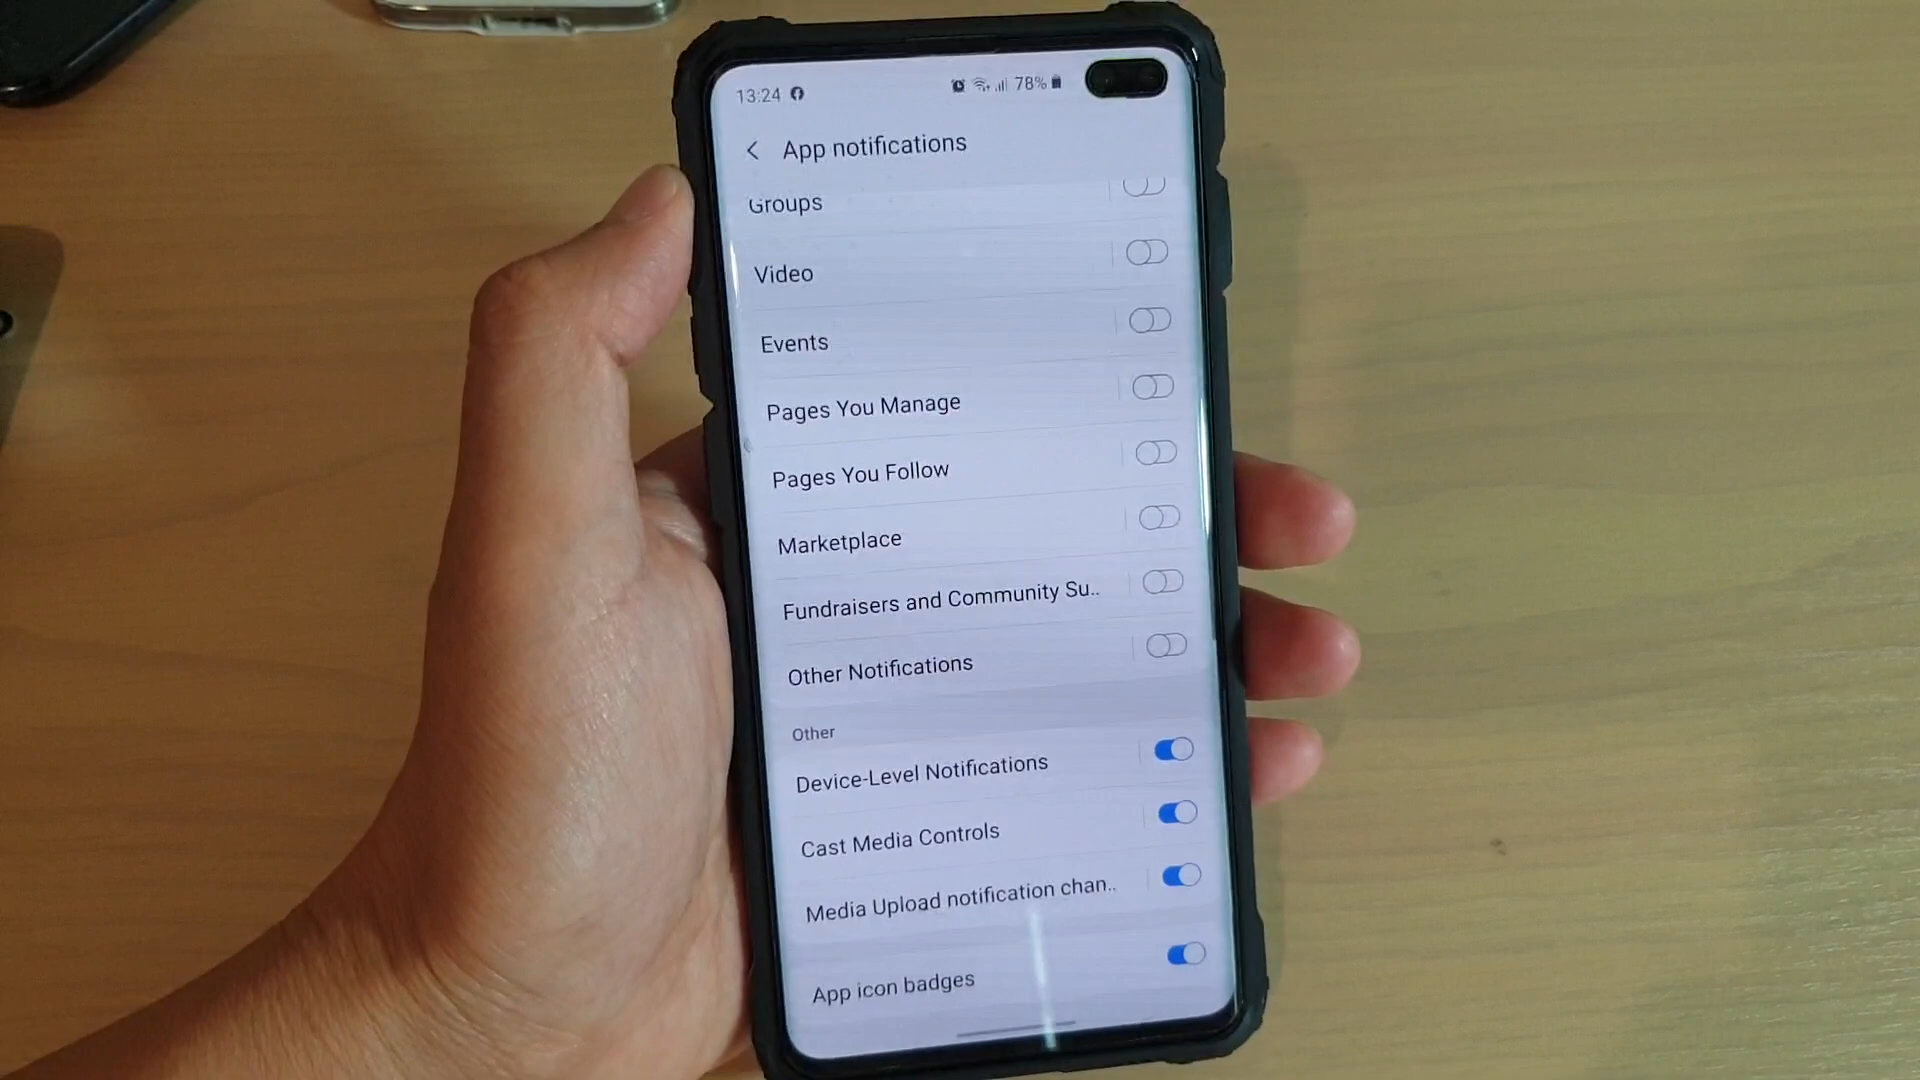 13:24 78%
App notifications
Groups
Video
Events
Pages You Manage
Pages You Follow
Marketplace
Fundraisers and Community Su..
Other Notifications
Other
Device-Level Notifications
Cast Media Controls
Media Upload notification chan..
App icon badges